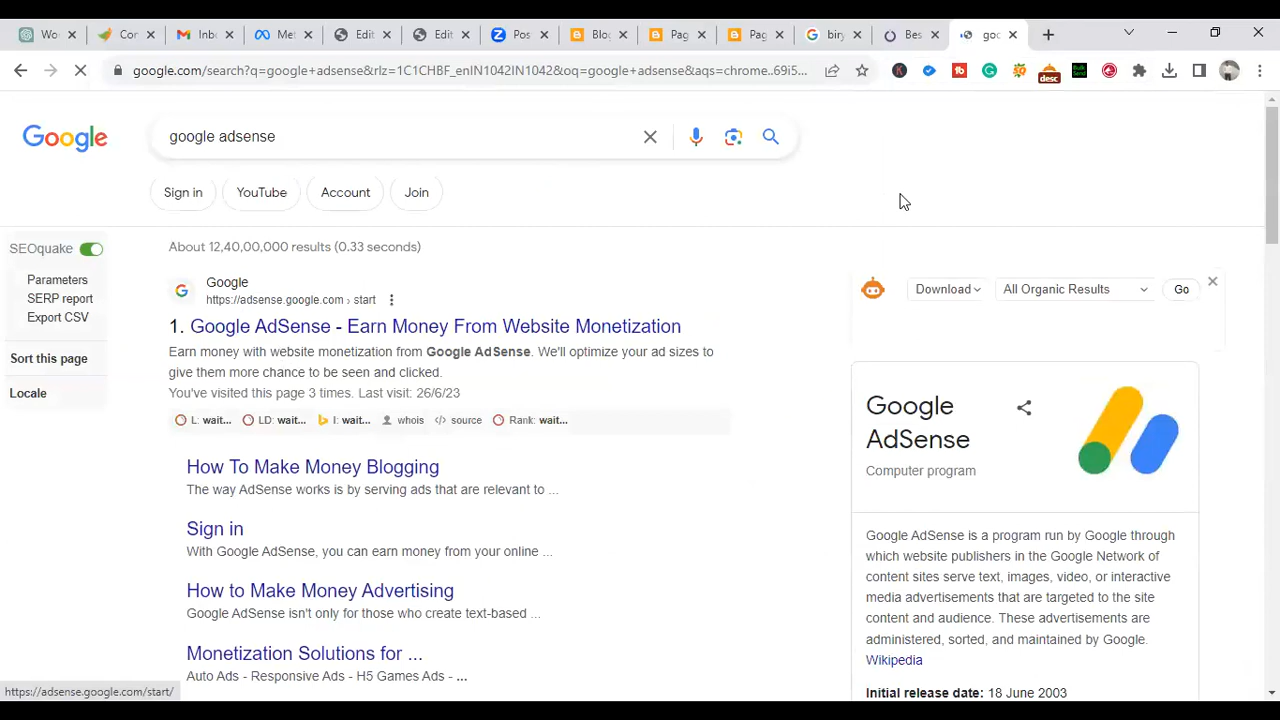 Wo
Cor
Inb
Met
Edit
Edit
Pos
Blo
Pag
Pag
biry
Bes
goo
google.com/search?q=google+adsense&rlz=1C1CHBF_enIN1042IN1042&oq=google+adsense&aqs=chrome..69i5...
desc
Google
google adsense
Sign in
YouTube
Account
Join
SEOquake
Parameters
SERP report
Export CSV
Sort this page
Locale
About 12,40,00,000 results (0.33 seconds)
Google
https://adsense.google.com › start
1. Google AdSense - Earn Money From Website Monetization
Earn money with website monetization from Google AdSense. We'll optimize your ad sizes to
give them more chance to be seen and clicked.
You've visited this page 3 times. Last visit: 26/6/23
L: wait... LD: wait... I: wait... whois source Rank: wait...
How To Make Money Blogging
The way AdSense works is by serving ads that are relevant to ...
Sign in
With Google AdSense, you can earn money from your online ...
How to Make Money Advertising
Google AdSense isn't only for those who create text-based ...
Monetization Solutions for ...
Auto Ads - Responsive Ads - H5 Games Ads - ...
Download
All Organic Results
Go
Google
AdSense
Computer program
Google AdSense is a program run by Google through
which website publishers in the Google Network of
content sites serve text, images, video, or interactive
media advertisements that are targeted to the site
content and audience. These advertisements are
administered, sorted, and maintained by Google.
Wikipedia
Initial release date: 18 June 2003
https://adsense.google.com/start/